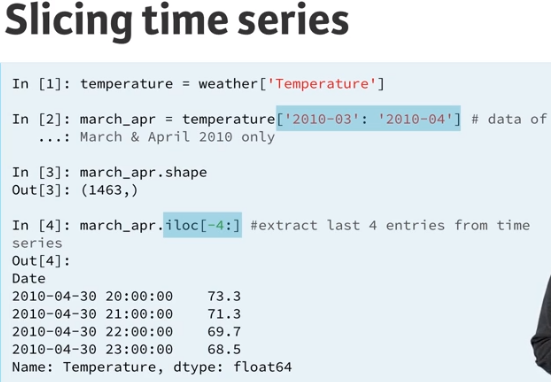 Slicing time series
In [1]: temperature = weather['Temperature']
In [2]: march_apr = temperature['2010-03': '2010-04'] # data of
...: March & April 2010 only
In [3]: march_apr.shape
Out[3]: (1463,)
In [4]: march_apr.iloc[-4:] #extract last 4 entries from time
series
Out[4]:
Date
2010-04-30 20:00:00    73.3
2010-04-30 21:00:00    71.3
2010-04-30 22:00:00    69.7
2010-04-30 23:00:00    68.5
Name: Temperature, dtype: float64